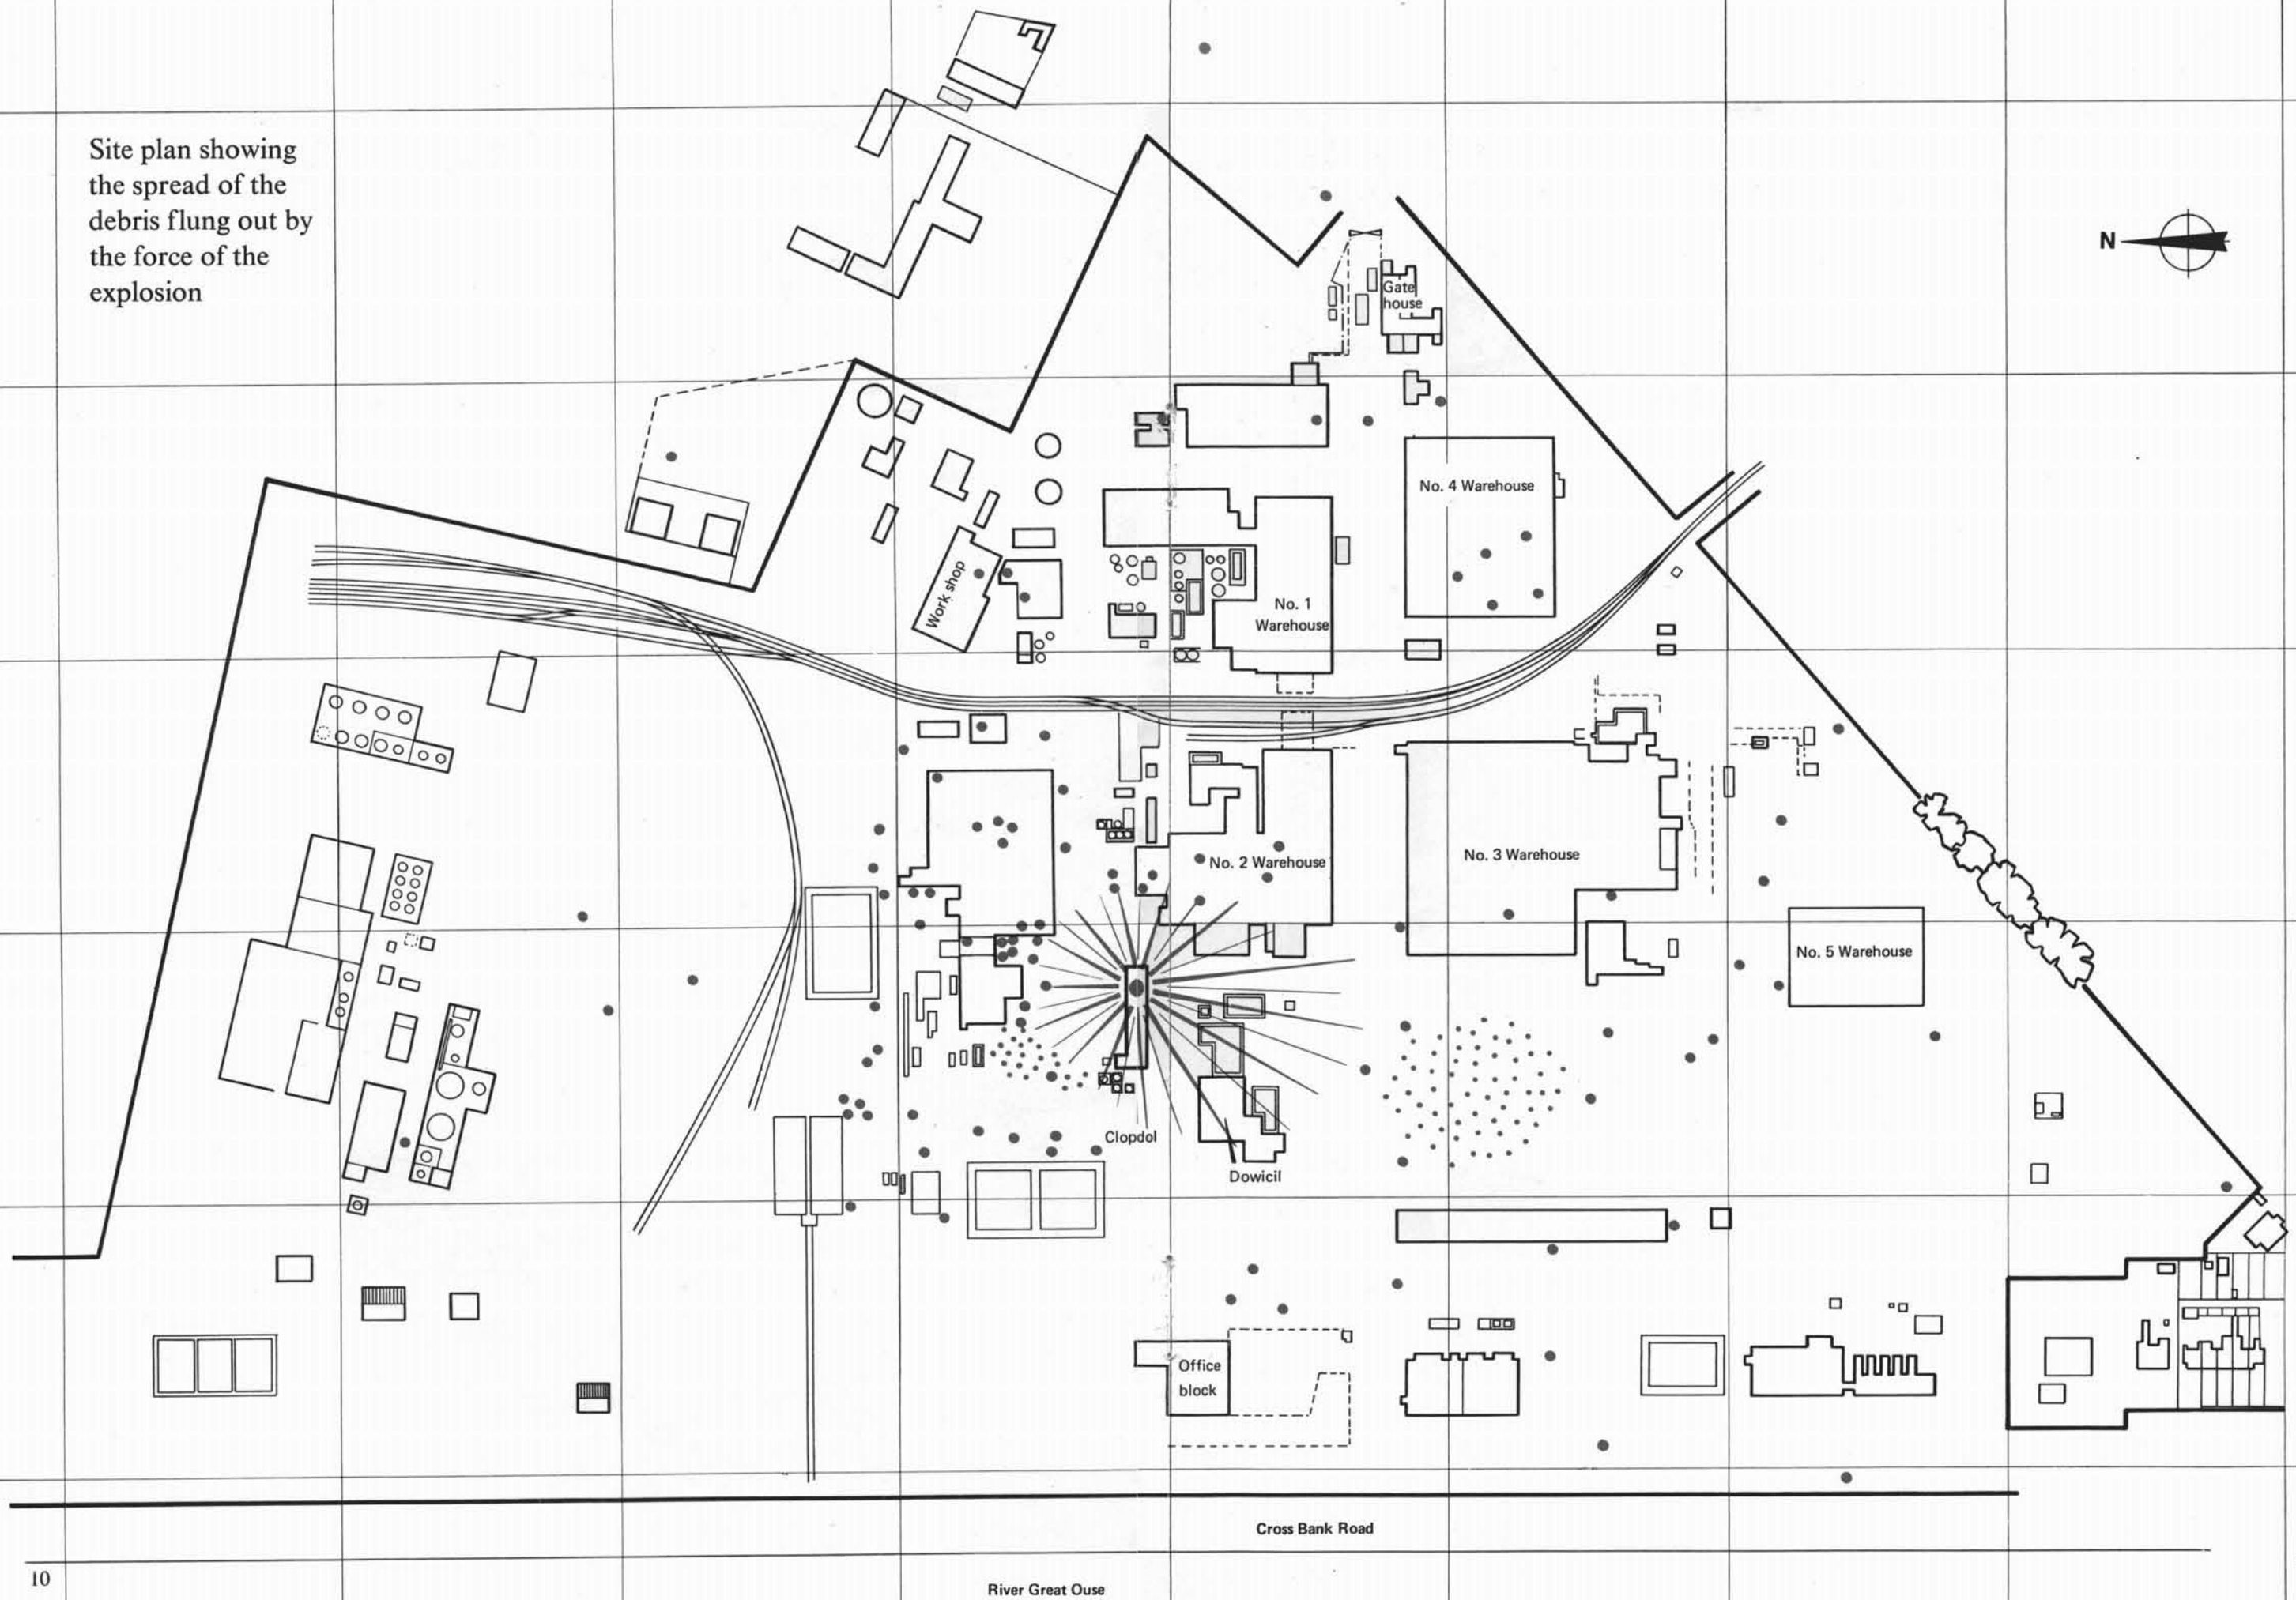 Site plan showing
the spread of the
debris flung out by
the force of the
explosion
N
Gate
house
No. 4 Warehouse
Work shop
No. 1
Warehouse
No. 2 Warehouse
No. 3 Warehouse
No. 5 Warehouse
Clopdol
Dowicil
Office
block
Cross Bank Road
10
River Great Ouse